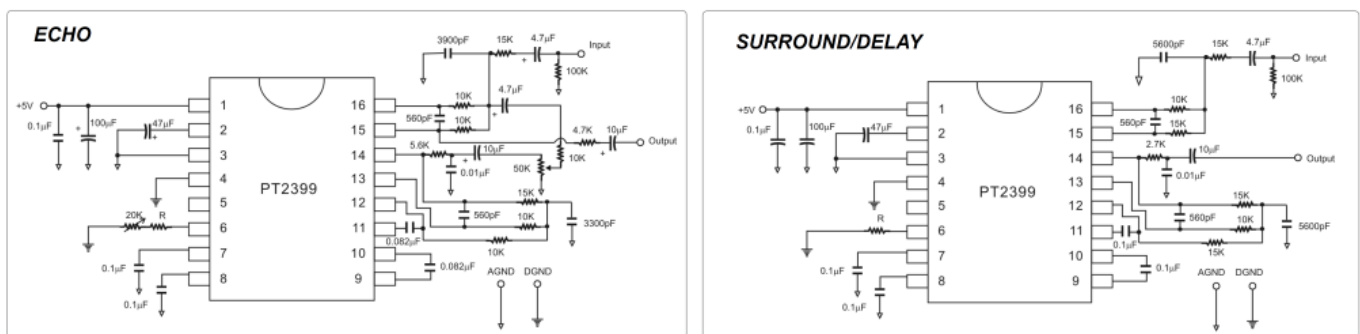 ECHO
3900pF
15K
4.7µF
Input
100K
+5V
0.1µF
100µF
47µF
1
2
3
4
5
6
7
8
PT2399
16
15
14
13
12
11
10
9
10K
4.7µF
560pF
10K
4.7K
10µF
Output
5.6K
10µF
0.01µF
50K
10K
15K
560pF
10K
3300pF
0.082µF
10K
0.082µF
20K
R
0.1µF
0.1µF
AGND
DGND
SURROUND/DELAY
5600pF
15K
4.7µF
Input
100K
+5V
0.1µF
100µF
47µF
1
2
3
4
5
6
7
8
PT2399
16
15
14
13
12
11
10
9
10K
560pF
15K
2.7K
10µF
Output
0.01µF
15K
560pF
10K
5600pF
0.1µF
15K
0.1µF
R
0.1µF
0.1µF
AGND
DGND